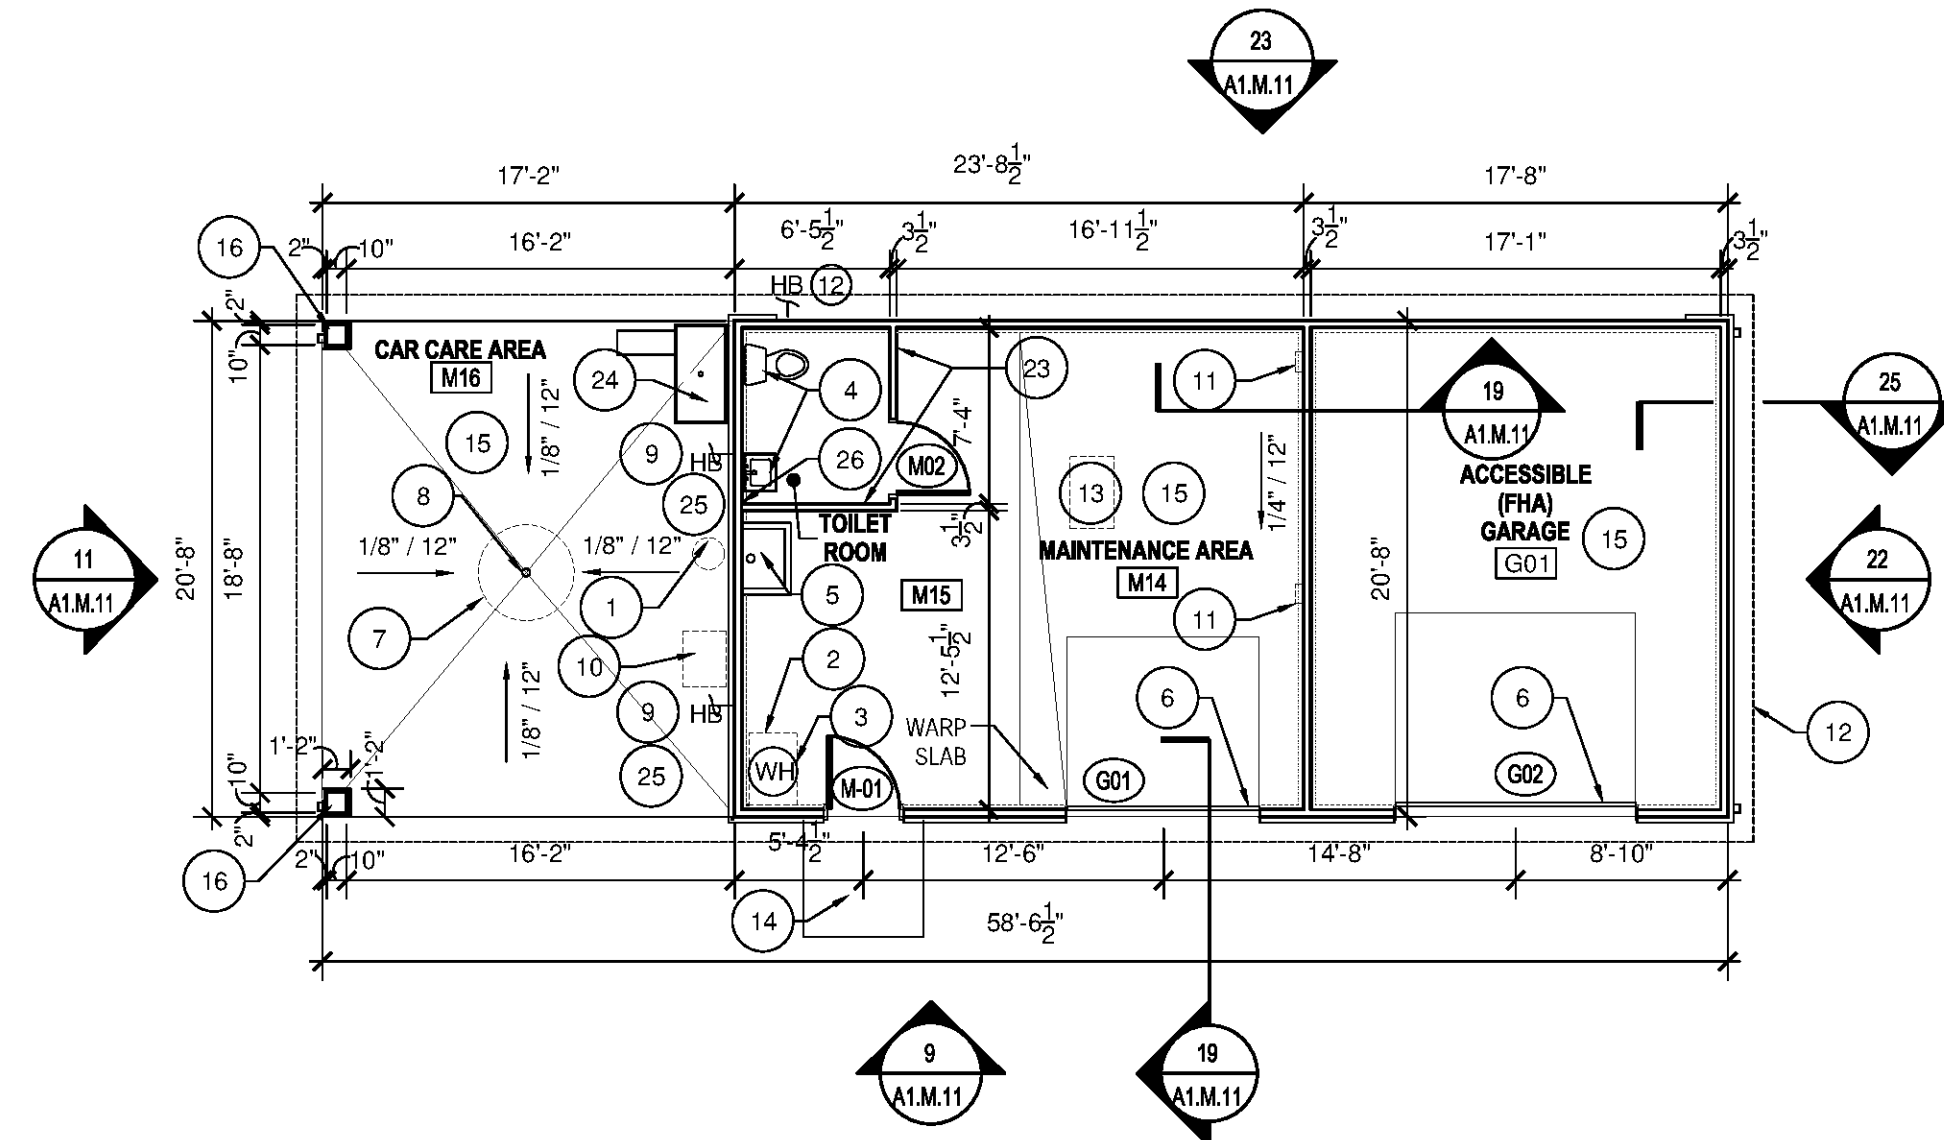 23
A1.M.11
17'-2"
23'-8 1/2"
17'-8"
16
2"
10"
16'-2"
6'-5 1/2"
3 1/2"
16'-11 1/2"
3 1/2"
17'-1"
3 1/2"
HB
12
2"
10"
CAR CARE AREA
M16
24
4
23
11
19
A1.M.11
25
A1.M.11
1/8" / 12"
15
9
HB
26
M02
7'-4"
1/4" / 12"
ACCESSIBLE
(FHA)
GARAGE
G01
15
8
25
13
15
TOILET
ROOM
3 1/2"
MAINTENANCE AREA
M14
11
A1.M.11
20'-8"
18'-8"
1/8" / 12"
1/8" / 12"
1
5
M15
11
20'-8"
22
A1.M.11
7
10
2
12'-5 1/2"
6
6
1/8" / 12"
9
HB
3
WARP
SLAB
12
1'-2"
1'-2"
25
WH
M-01
G01
G02
10"
2"
16
2"
10"
16'-2"
5'-4 1/2"
12'-6"
14'-8"
8'-10"
14
58'-6 1/2"
9
A1.M.11
19
A1.M.11